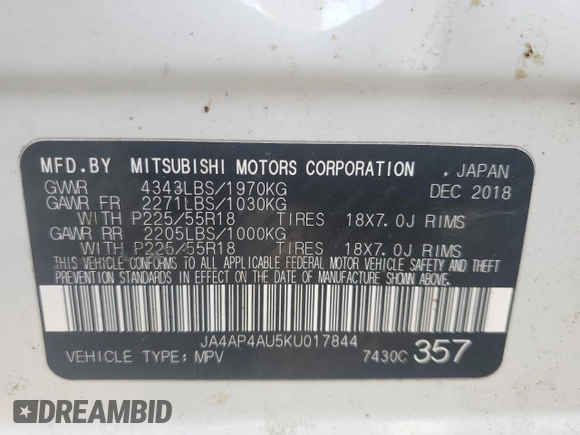 MFD.BY MITSUBISHI MOTORS CORPORATION , JAPAN
GVWR 4343LBS/1970KG DEC 2018
GAWR FR 2271LBS/1030KG
WITH P225/55R18 TIRES 18X7.0J RIMS
GAWR RR 2205LBS/1000KG
WITH P225/55R18 TIRES 18X7.0J RIMS
THIS VEHICLE CONFORMS TO ALL APPLICABLE FEDERAL MOTOR VEHICLE SAFETY AND THEFT
PREVENTION STANDARDS IN EFFECT ON THE DATE OF MANUFACTURE SHOWN ABOVE.
JA4AP4AU5KU017844
VEHICLE TYPE: MPV 7430C 357
DREAMBID